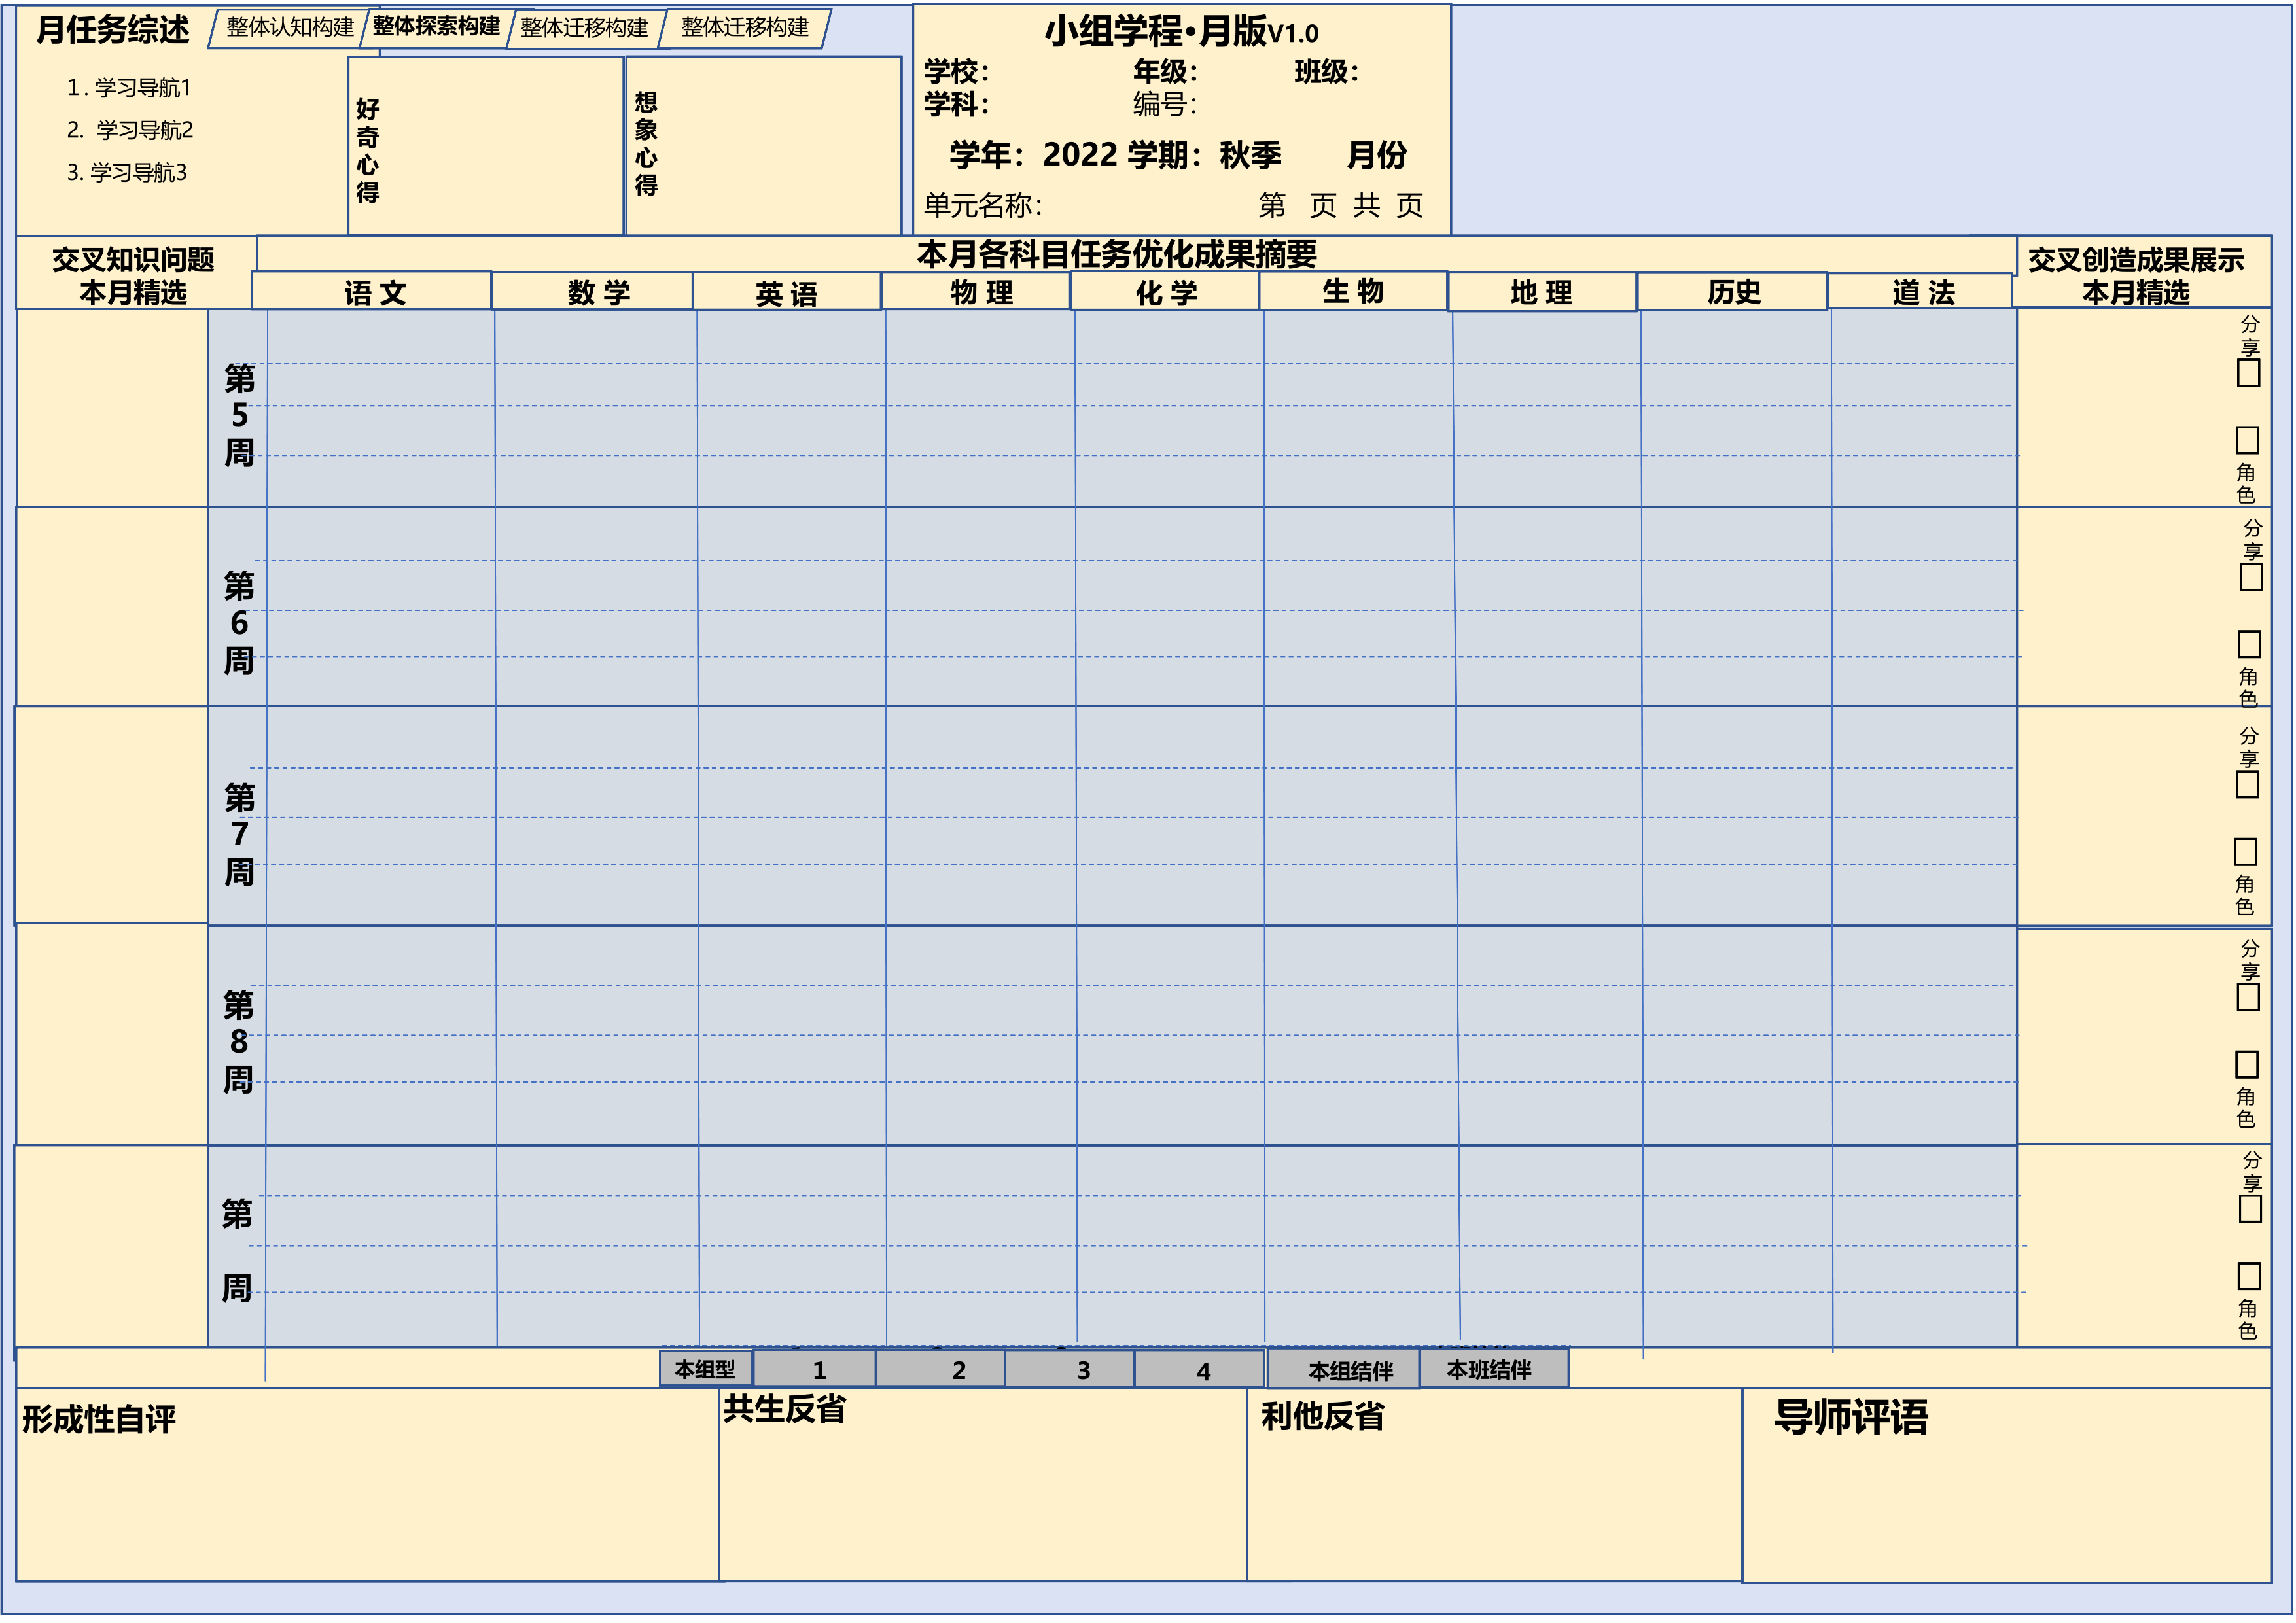 月任务综述
整体认知构建
整体探索构建
整体迁移构建
整体迁移构建
1. 学习导航1
2. 学习导航2
3. 学习导航3
好奇心得
想象心得
小组学程•月版V1.0
学校： 年级： 班级：
学科： 编号：
学年：2022 学期：秋季 月份
单元名称： 第 页 共 页
交叉知识问题
本月精选
本月各科目任务优化成果摘要
语 文 数 学 英 语 物 理 化 学 生 物 地 理 历史 道 法
交叉创造成果展示
本月精选
第5周
分享
角色
第6周
分享
角色
第7周
分享
角色
第8周
分享
角色
第 周
分享
角色
本组型 1 2 3 4 本组结伴 本班结伴
形成性自评
共生反省
利他反省
导师评语